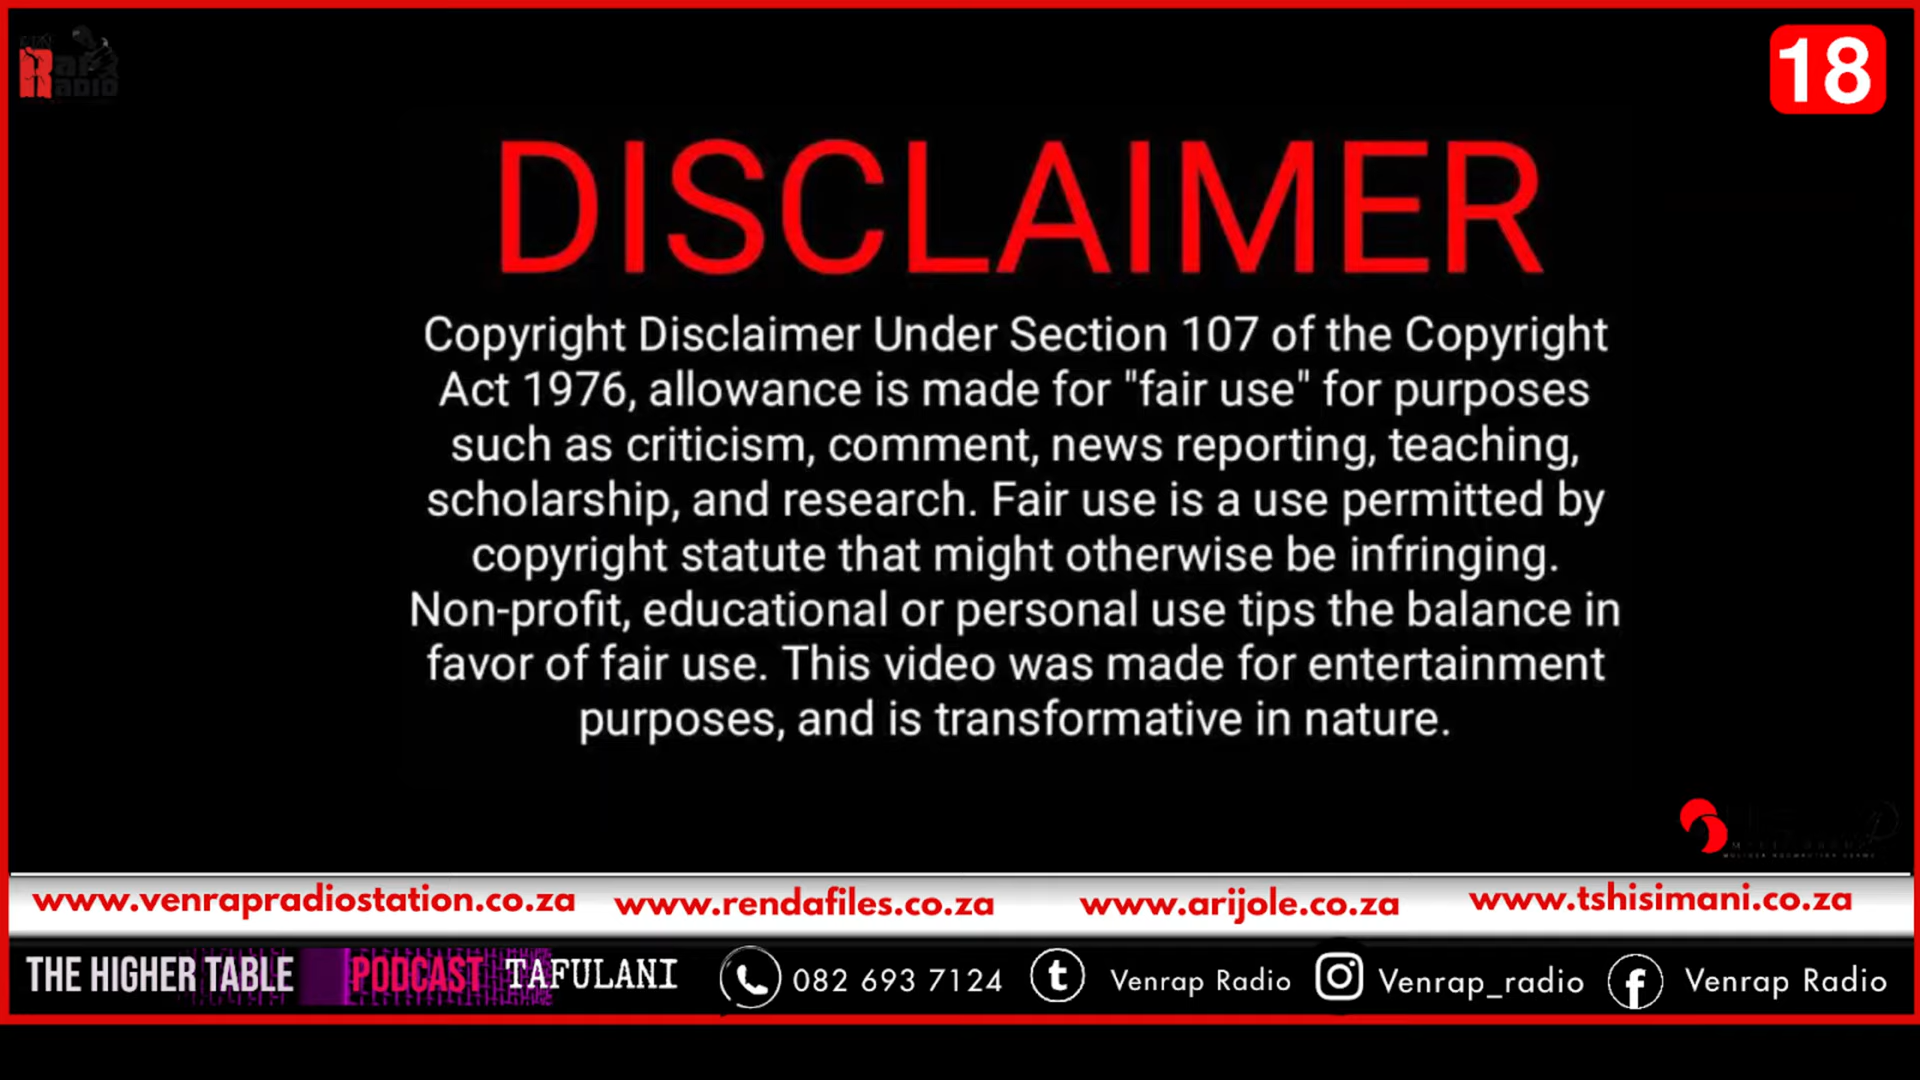 Rap
Radio
18
DISCLAIMER
Copyright Disclaimer Under Section 107 of the Copyright
Act 1976, allowance is made for "fair use" for purposes
such as criticism, comment, news reporting, teaching,
scholarship, and research. Fair use is a use permitted by
copyright statute that might otherwise be infringing.
Non-profit, educational or personal use tips the balance in
favor of fair use. This video was made for entertainment
purposes, and is transformative in nature.
www.venrapradiostation.co.za www.rendafiles.co.za www.arijole.co.za www.tshisimani.co.za
THE HIGHER TABLE PODCAST TAFULANI 082 693 7124 t Venrap Radio Venrap_radio f Venrap Radio